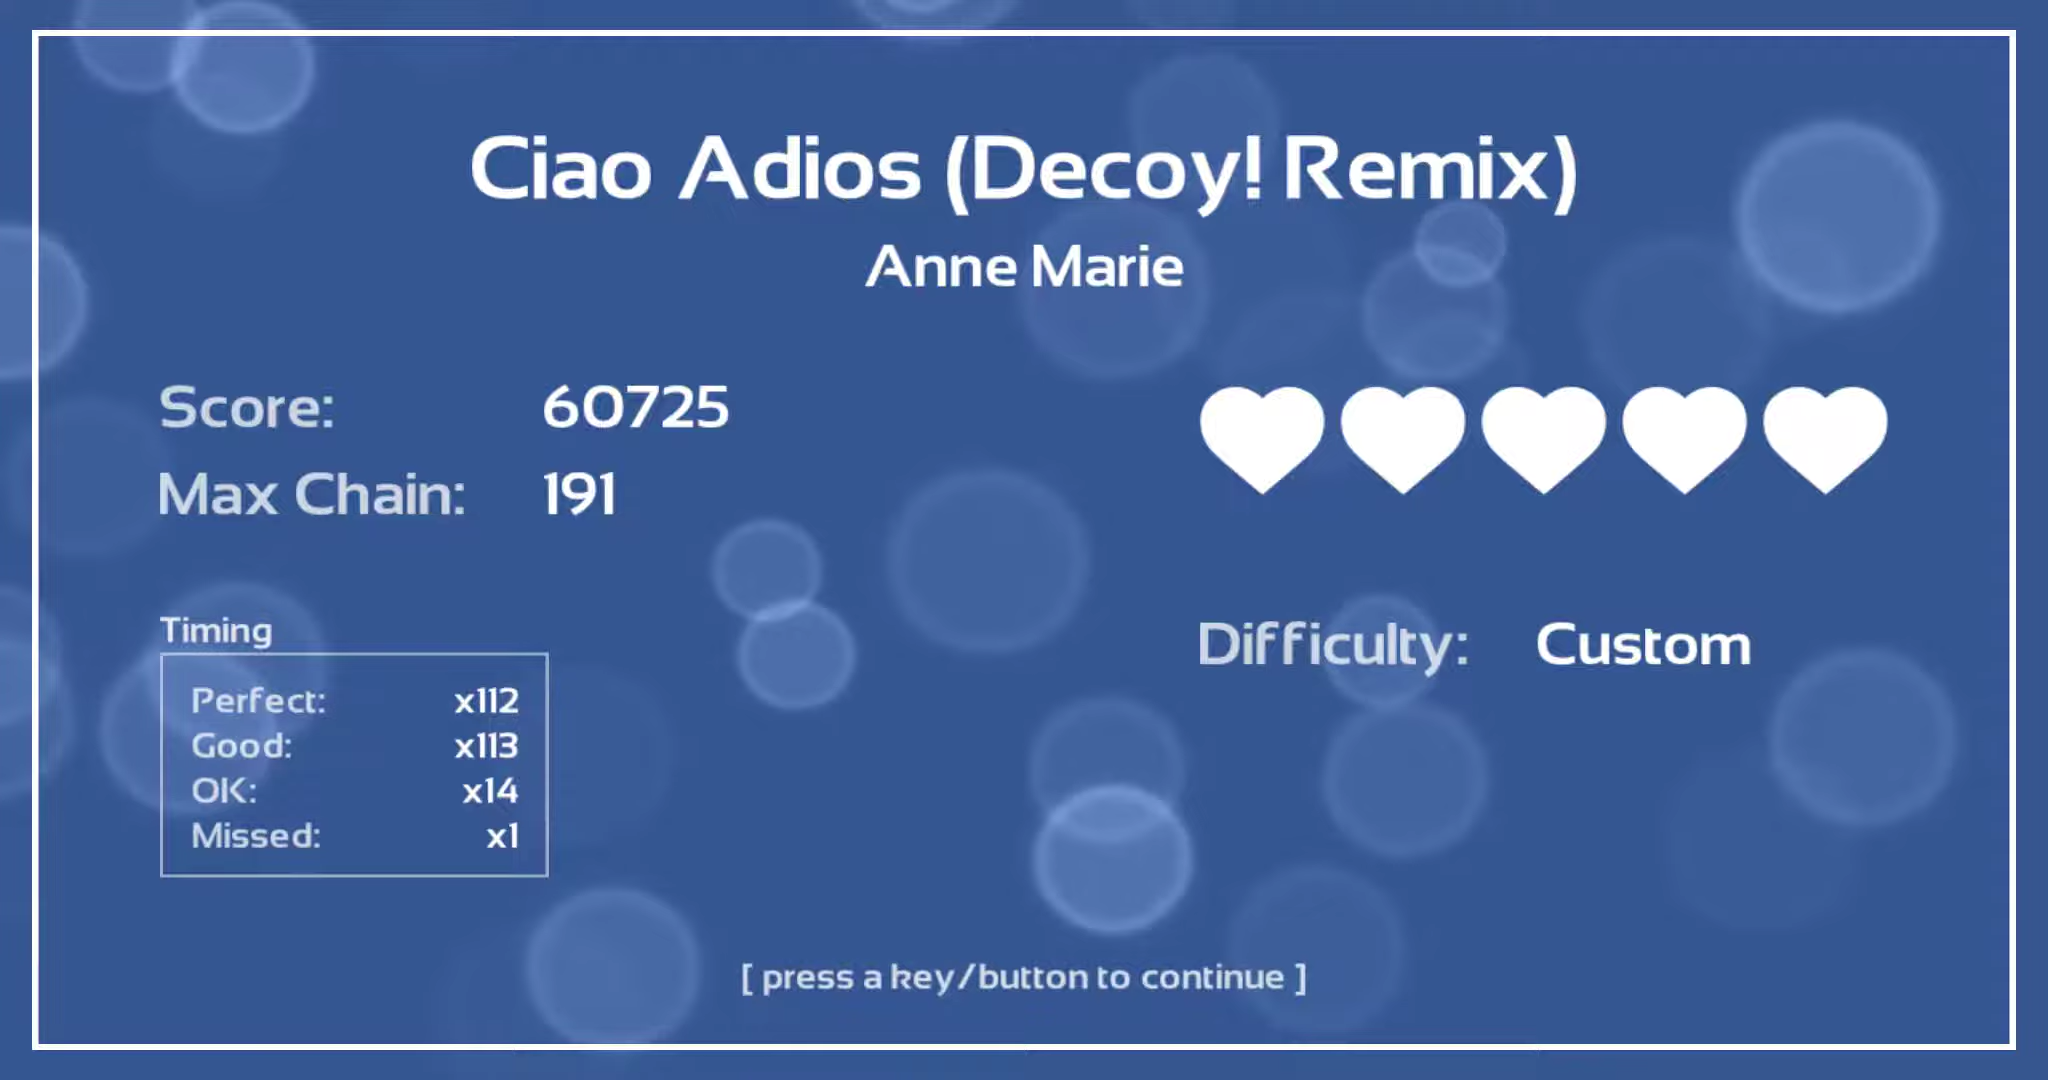 Ciao Adios (Decoy! Remix)
Anne Marie
Score: 60725
Max Chain: 191
Timing
Perfect: x112
Good: x113
OK: x14
Missed: x1
Difficulty: Custom
[ press a key/button to continue ]